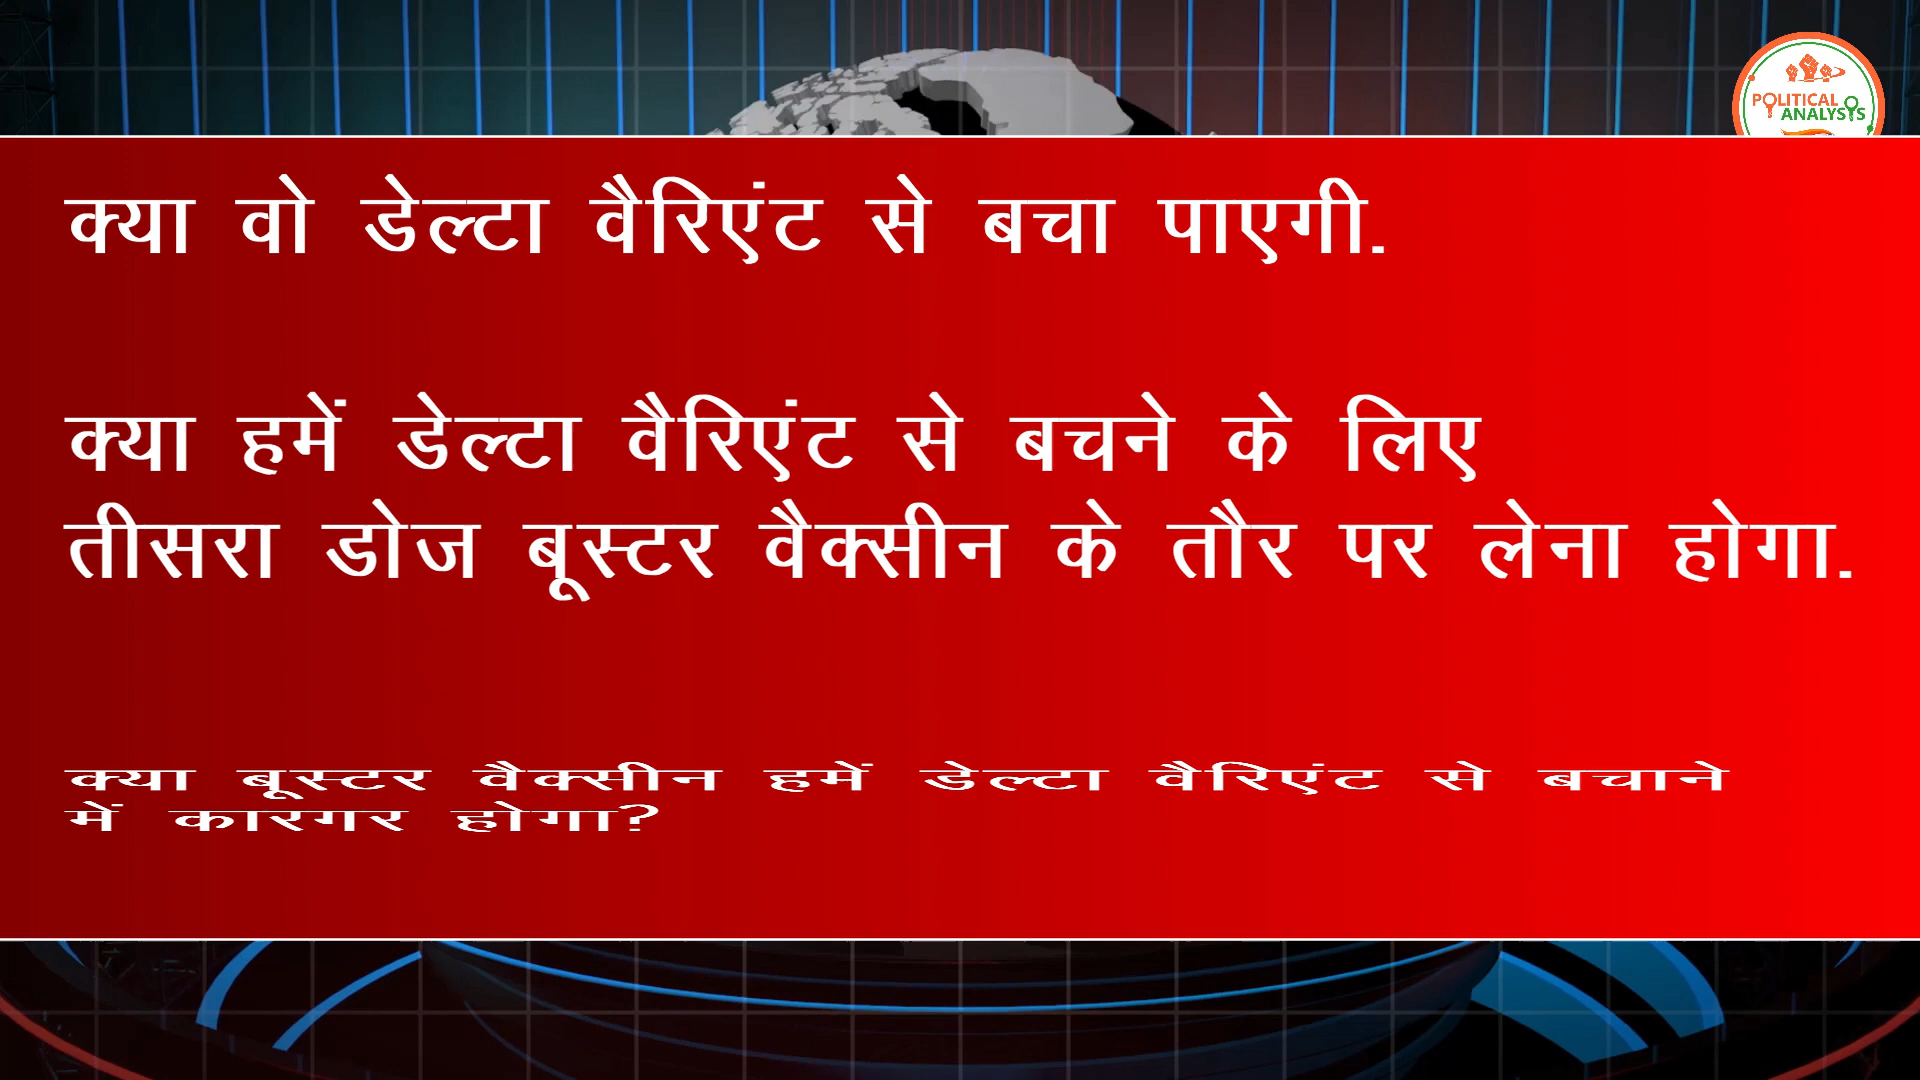 POLITICAL
ANALYSIS
क्या वो डेल्टा वैरिएंट से बचा पाएगी.
क्या हमें डेल्टा वैरिएंट से बचने के लिए
तीसरा डोज बूस्टर वैक्सीन के तौर पर लेना होगा.
क्या बूस्टर वैक्सीन हमें डेल्टा वैरिएंट से बचाने
में कारगर होगा?